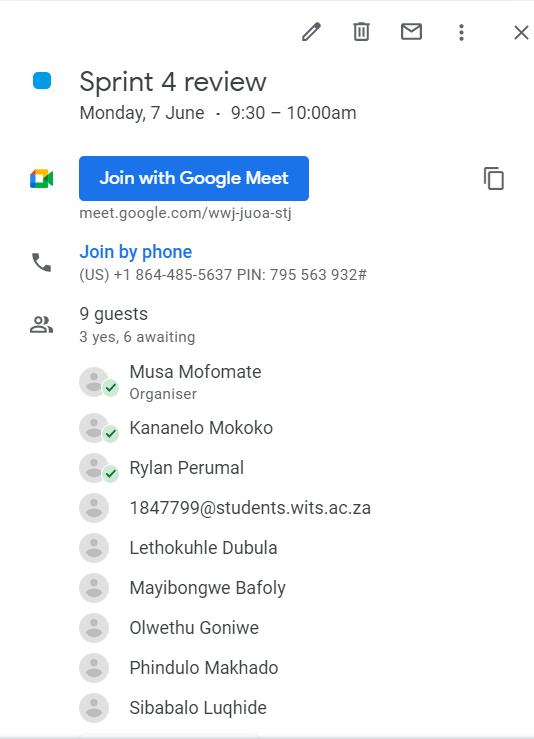 Sprint 4 review
Monday, 7 June · 9:30 – 10:00am
Join with Google Meet
meet.google.com/wwj-juoa-stj
Join by phone
(US) +1 864-485-5637 PIN: 795 563 932#
9 guests
3 yes, 6 awaiting
Musa Mofomate
Organiser
Kananelo Mokoko
Rylan Perumal
1847799@students.wits.ac.za
Lethokuhle Dubula
Mayibongwe Bafoly
Olwethu Goniwe
Phindulo Makhado
Sibabalo Luqhide